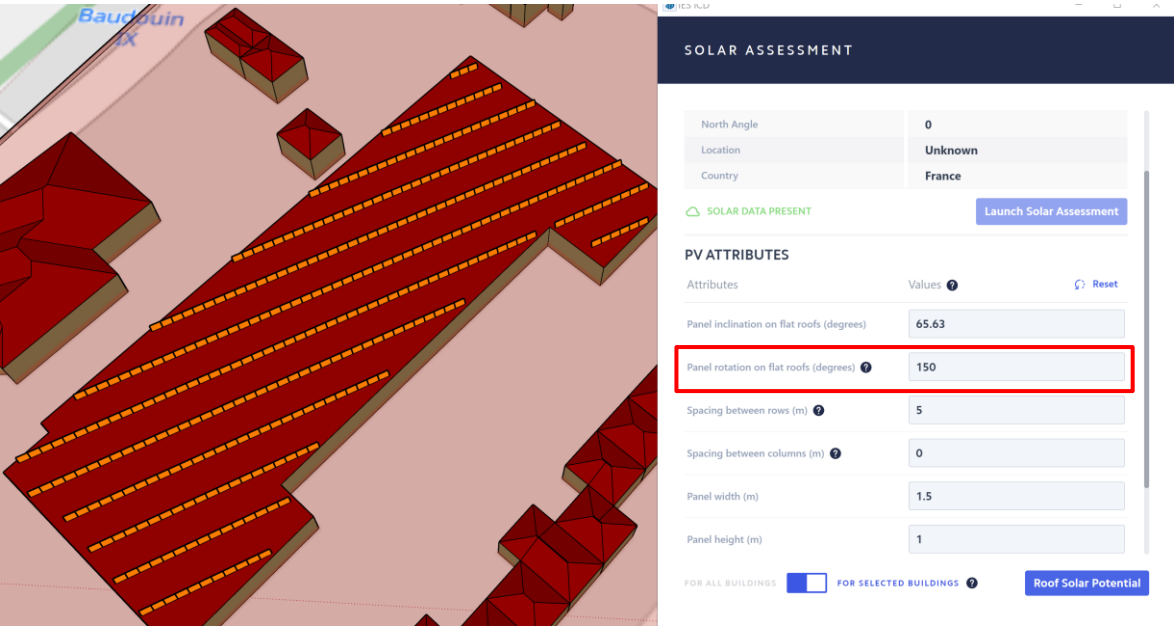 Baudouin
IX
IES ICD
SOLAR ASSESSMENT
North Angle 0
Location Unknown
Country France
SOLAR DATA PRESENT Launch Solar Assessment
PV ATTRIBUTES
Attributes Values ? Reset
Panel inclination on flat roofs (degrees) 65.63
Panel rotation on flat roofs (degrees) ? 150
Spacing between rows (m) ? 5
Spacing between columns (m) ? 0
Panel width (m) 1.5
Panel height (m) 1
FOR ALL BUILDINGS FOR SELECTED BUILDINGS ? Roof Solar Potential